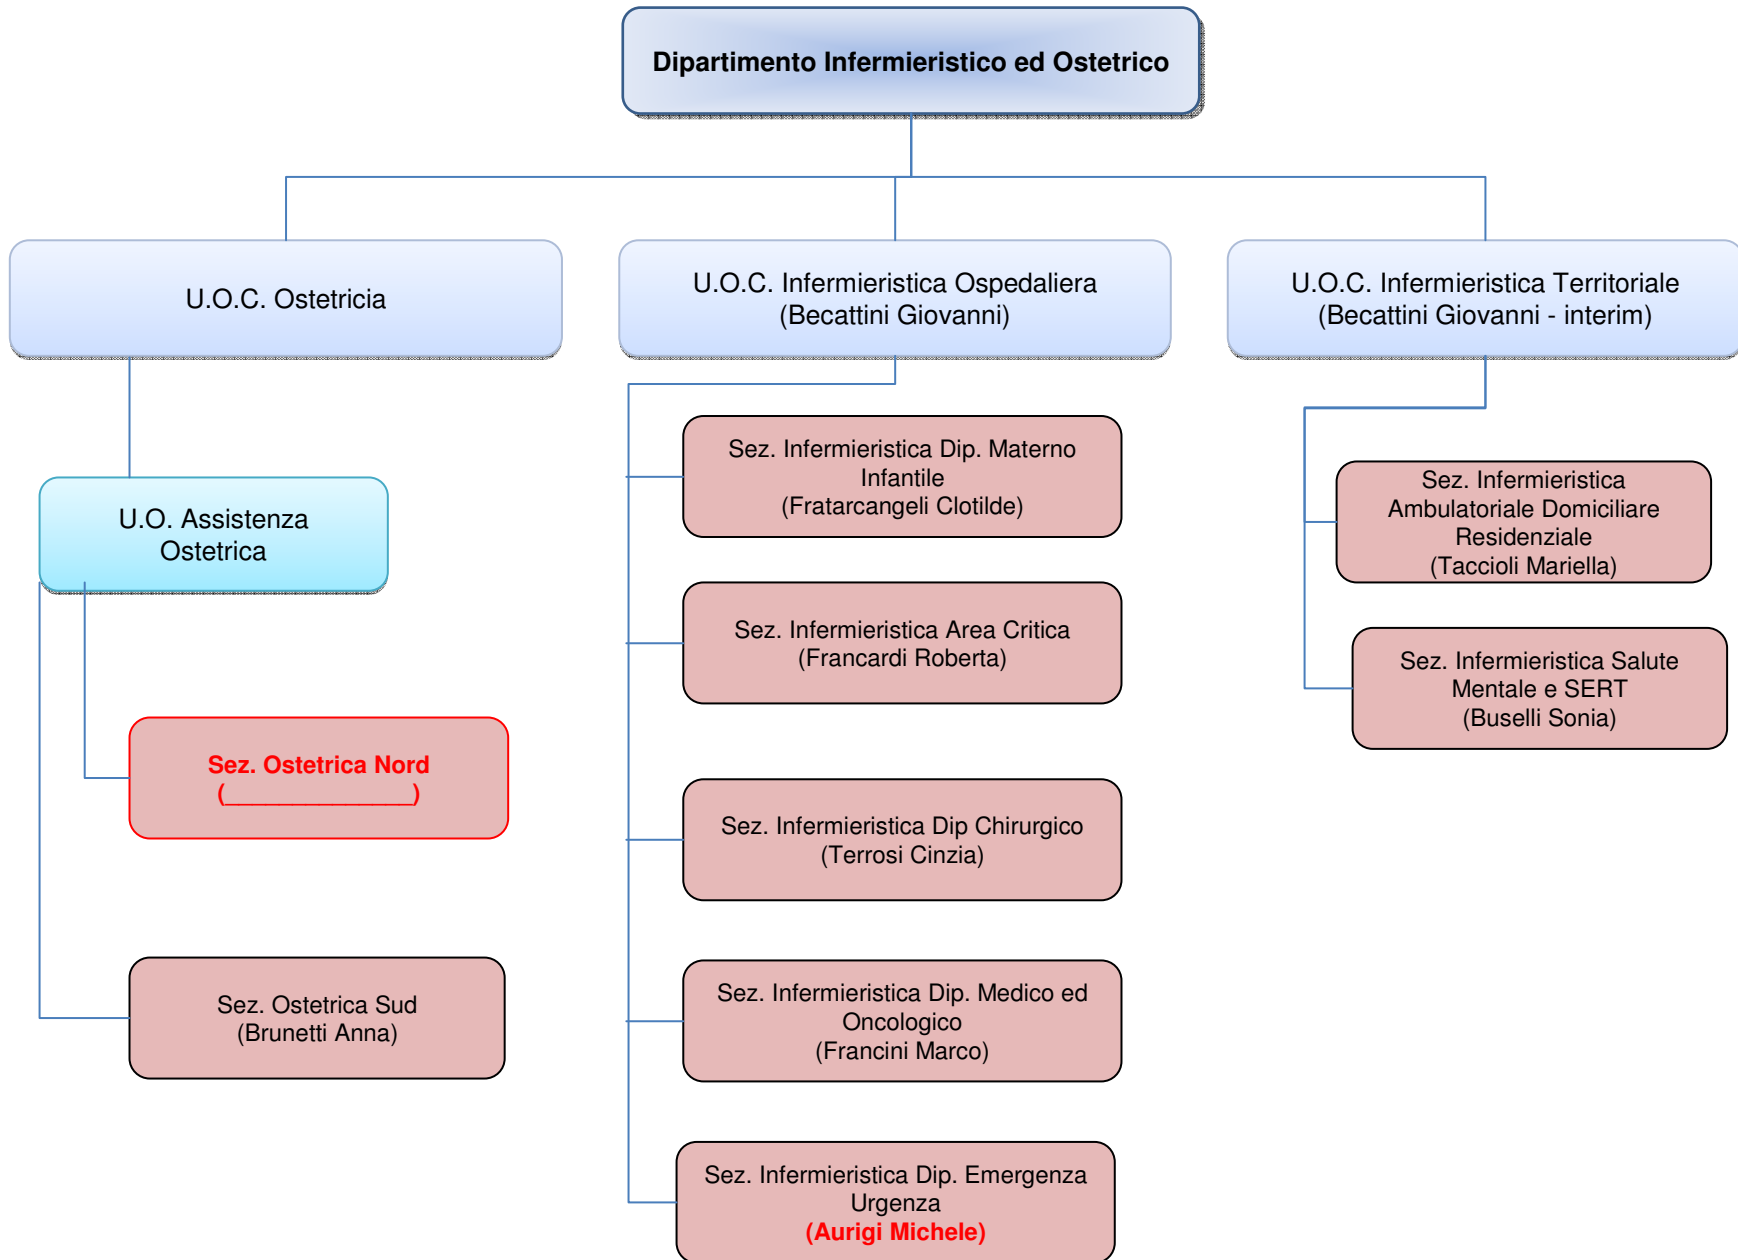 Dipartimento Infermieristico ed Ostetrico
U.O.C. Ostetricia
U.O. Assistenza
Ostetrica
Sez. Ostetrica Nord
(______________)
Sez. Ostetrica Sud
(Brunetti Anna)
U.O.C. Infermieristica Ospedaliera
(Becattini Giovanni)
Sez. Infermieristica Dip. Materno
Infantile
(Fratarcangeli Clotilde)
Sez. Infermieristica Area Critica
(Francardi Roberta)
Sez. Infermieristica Dip Chirurgico
(Terrosi Cinzia)
Sez. Infermieristica Dip. Medico ed
Oncologico
(Francini Marco)
Sez. Infermieristica Dip. Emergenza
Urgenza
(Aurigi Michele)
U.O.C. Infermieristica Territoriale
(Becattini Giovanni - interim)
Sez. Infermieristica
Ambulatoriale Domiciliare
Residenziale
(Taccioli Mariella)
Sez. Infermieristica Salute
Mentale e SERT
(Buselli Sonia)